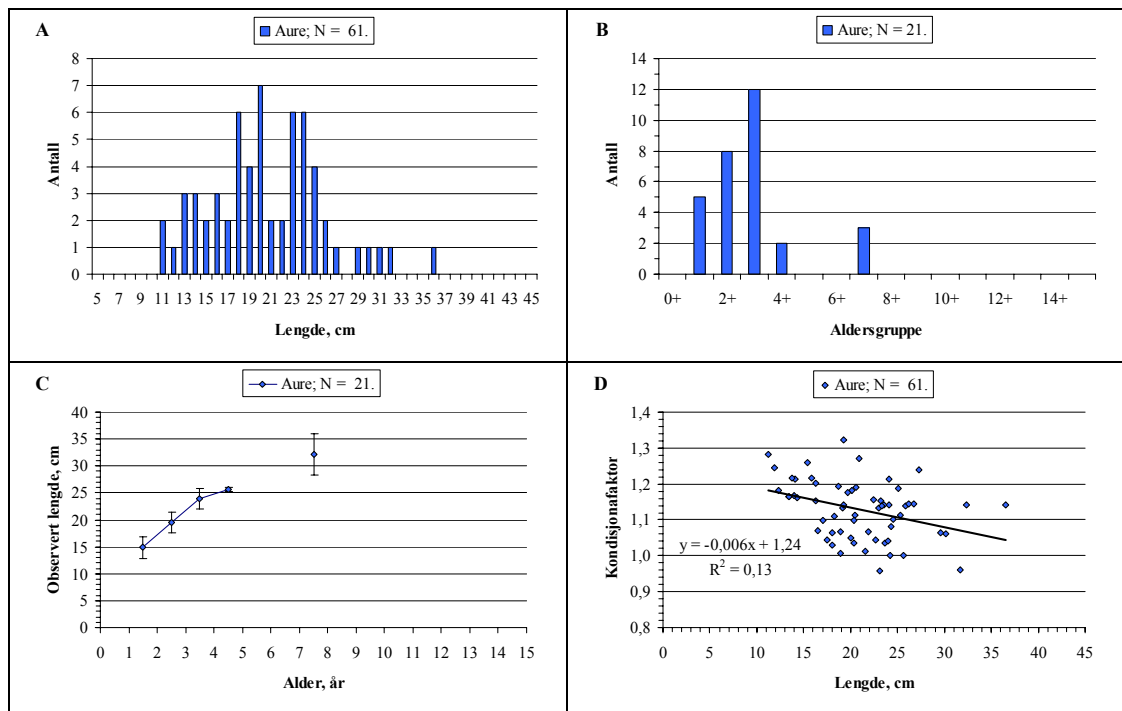 A
Aure; N = 61.
Antall
8
7
6
5
4
3
2
1
0
5 7 9 11 13 15 17 19 21 23 25 27 29 31 33 35 37 39 41 43 45
Lengde, cm
B
Aure; N = 21.
Antall
14
12
10
8
6
4
2
0
0+ 2+ 4+ 6+ 8+ 10+ 12+ 14+
Aldersgruppe
C
Aure; N = 21.
Observert lengde, cm
40
35
30
25
20
15
10
5
0
0 1 2 3 4 5 6 7 8 9 10 11 12 13 14 15
Alder, år
D
Aure; N = 61.
Kondisjonafaktor
1,4
1,3
1,2
1,1
1,0
0,9
0,8
y = -0,006x + 1,24
R² = 0,13
0 5 10 15 20 25 30 35 40 45
Lengde, cm